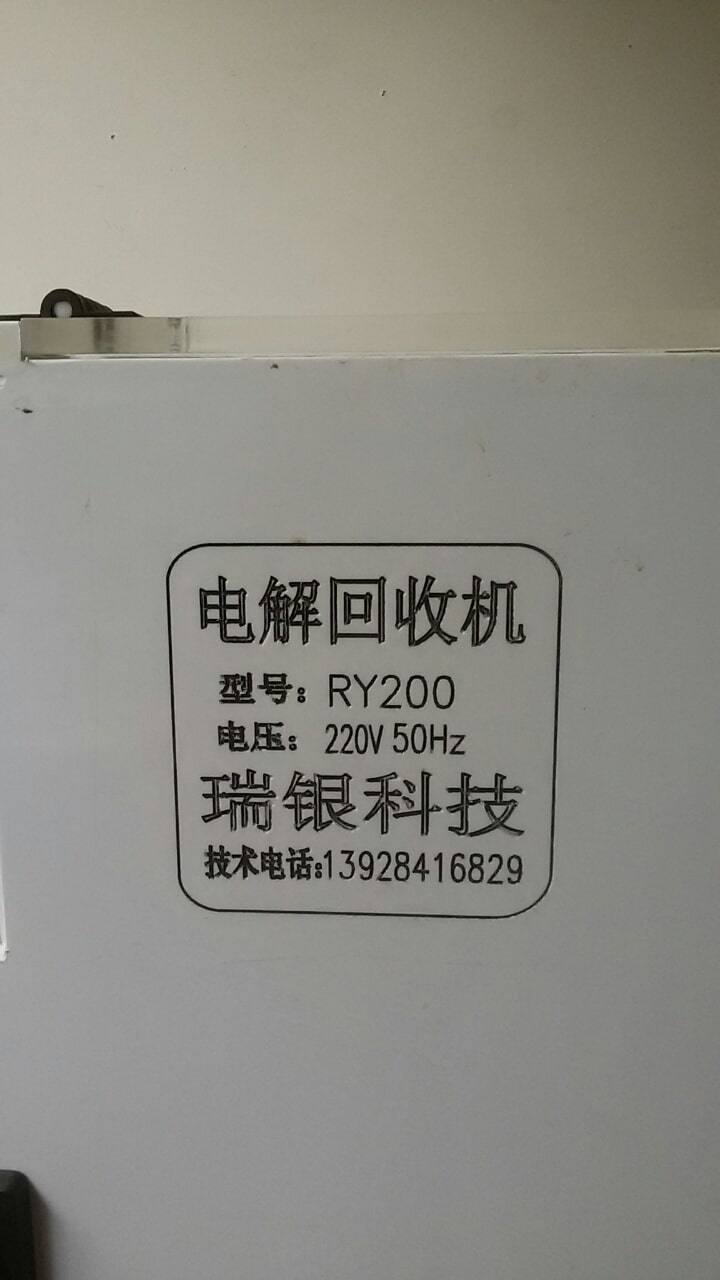 电解回收机
型号：RY200
电压：220V 50Hz
瑞银科技
技术电话:13928416829